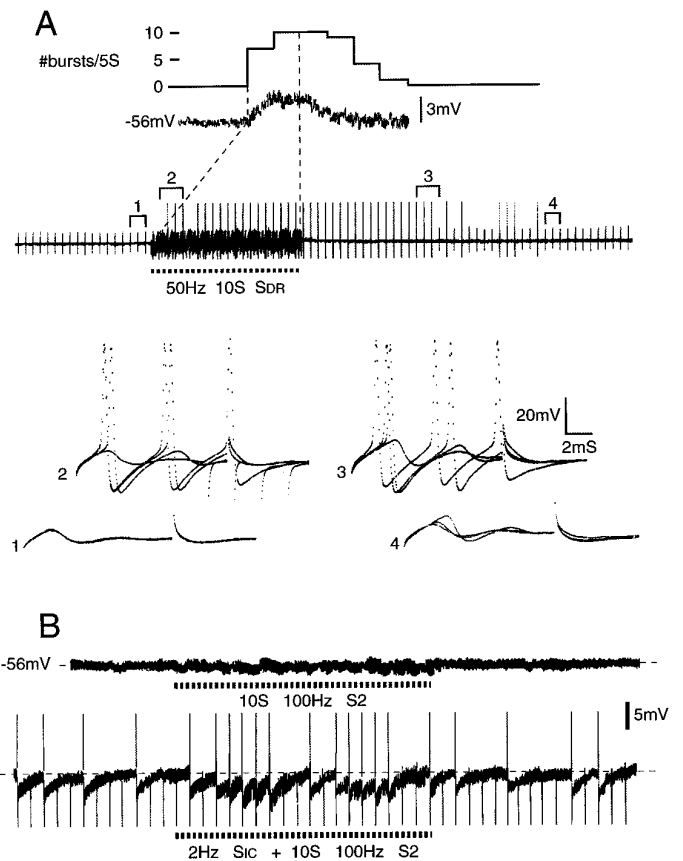 A
10
#bursts/5S
5
0
-56mV
3mV
1
2
3
4
50Hz 10S SDR
2
3
20mV
2mS
1
4
B
-56mV
10S 100Hz S2
5mV
2Hz SIC + 10S 100Hz S2